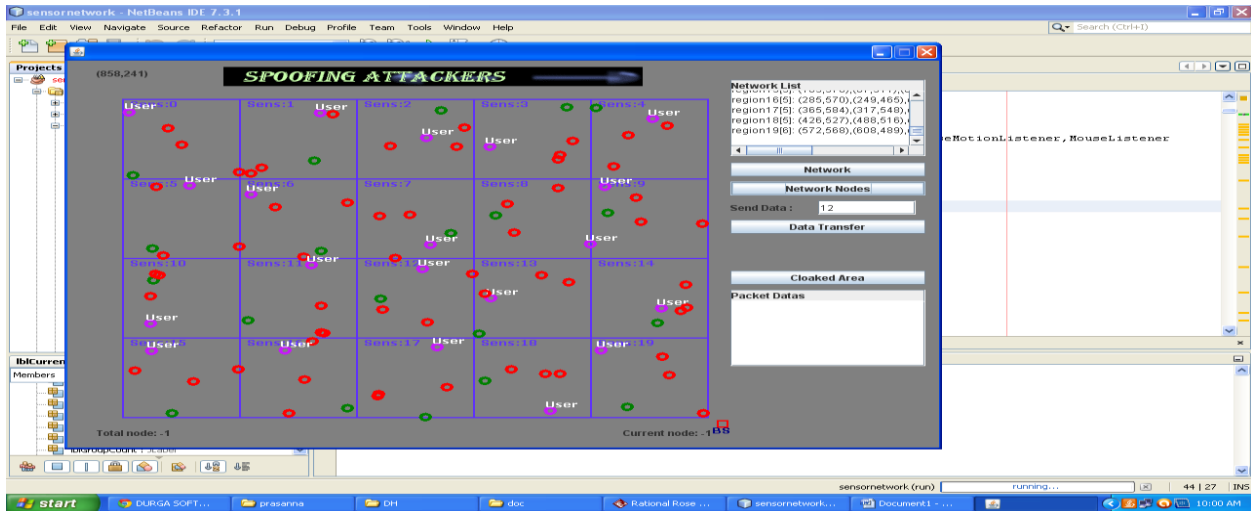 sensornetwork - NetBeans IDE 7.3.1
File Edit View Navigate Source Refactor Run Debug Profile Team Tools Window Help
Search (Ctrl+I)
Projects
(858,241)
SPOOFING ATTACKERS
Network List
region16[5]: (285,570),(249,465),
region17[5]: (365,584),(317,548),
region18[5]: (426,527),(488,516),
region19[6]: (572,568),(608,489),
Network
Network Nodes
Send Data : 12
Data Transfer
Cloaked Area
Packet Datas
eMotionListener,MouseListener
User
Sens:1 User
Sens:2
User
Sens:3
User
Sens:4
User
Sens:5 User
Sens:6
User
Sens:7
User
Sens:8
User
User
Sens:10
User
Sens:11
User
Sens:12
User
Sens:13
User
Sens:14
User
User
User
Sens:17 User
Sens:18
User
User
Total node: -1
Current node: -1
BS
lblCurren
Members
lblGroupCount : JLabel
sensornetwork (run)
running...
44 | 27
INS
start
DURGA SOFT...
prasanna
DH
doc
Rational Rose ...
sensornetwork...
Document1 - ...
10:00 AM